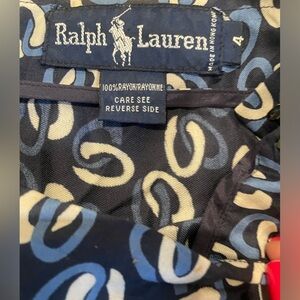 Ralph Lauren
4
MADE IN HONG KONG
100% RAYON/RAYONNE
CARE SEE
REVERSE SIDE